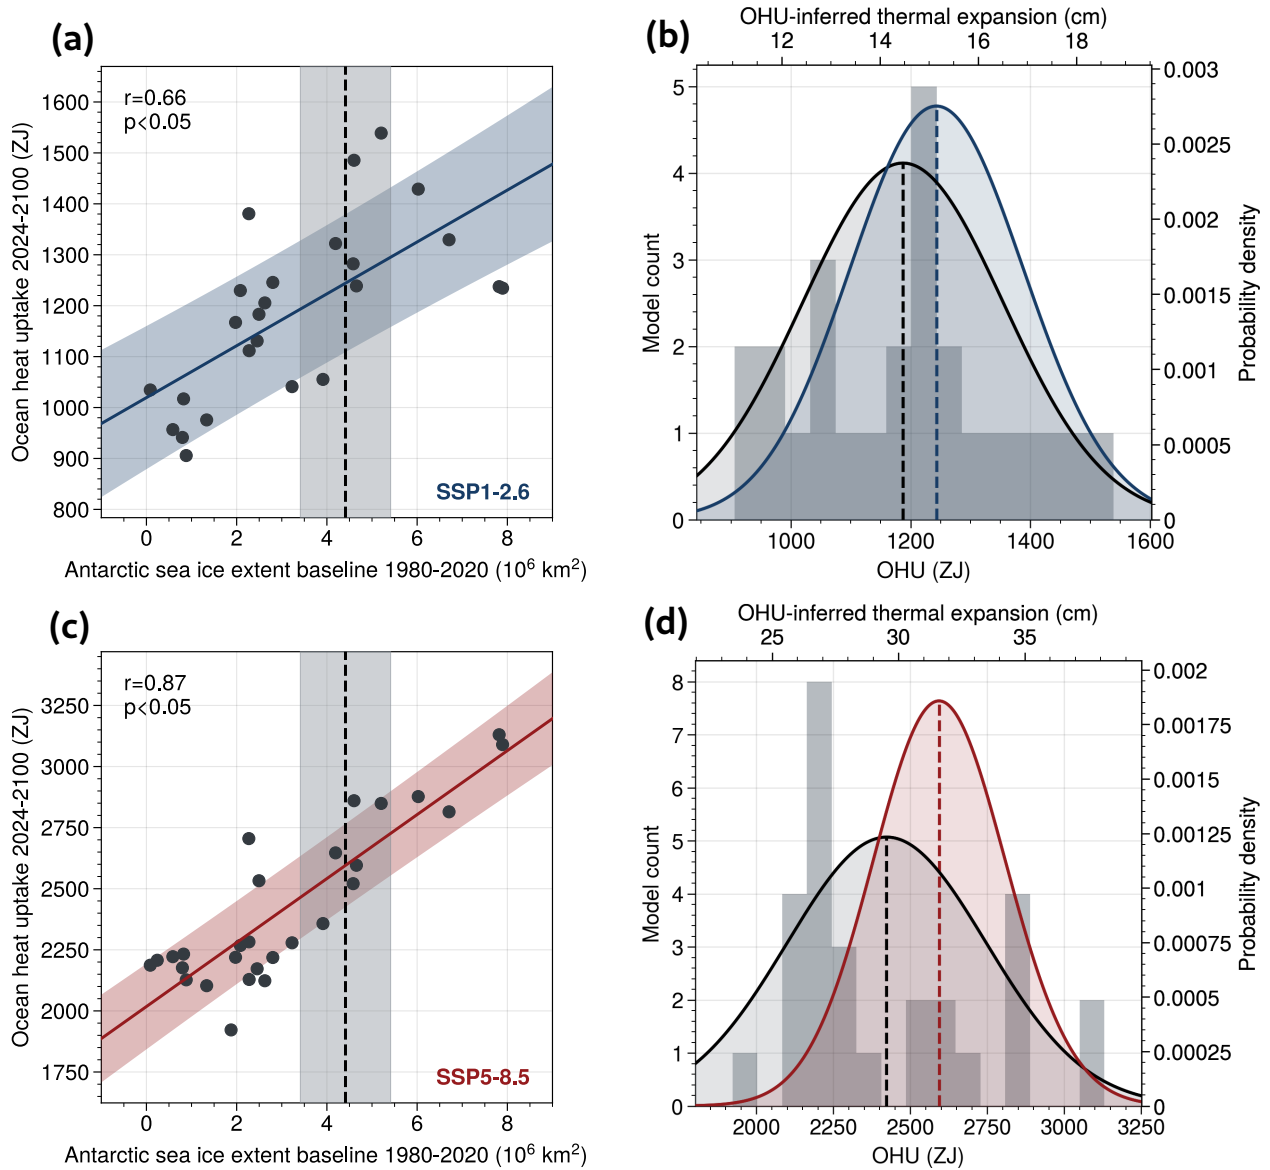 (a)
r=0.66
p<0.05
1600
1500
1400
1300
1200
1100
1000
900
800
Ocean heat uptake 2024-2100 (ZJ)
SSP1-2.6
0 2 4 6 8
Antarctic sea ice extent baseline 1980-2020 (10⁶ km²)
(b)
OHU-inferred thermal expansion (cm)
12 14 16 18
5
4
3
2
1
0
Model count
0.003
0.0025
0.002
0.0015
0.001
0.0005
0
Probability density
1000 1200 1400 1600
OHU (ZJ)
(c)
r=0.87
p<0.05
3250
3000
2750
2500
2250
2000
1750
Ocean heat uptake 2024-2100 (ZJ)
SSP5-8.5
0 2 4 6 8
Antarctic sea ice extent baseline 1980-2020 (10⁶ km²)
(d)
OHU-inferred thermal expansion (cm)
25 30 35
8
7
6
5
4
3
2
1
0
Model count
0.002
0.00175
0.0015
0.00125
0.001
0.00075
0.0005
0.00025
0
Probability density
2000 2250 2500 2750 3000 3250
OHU (ZJ)